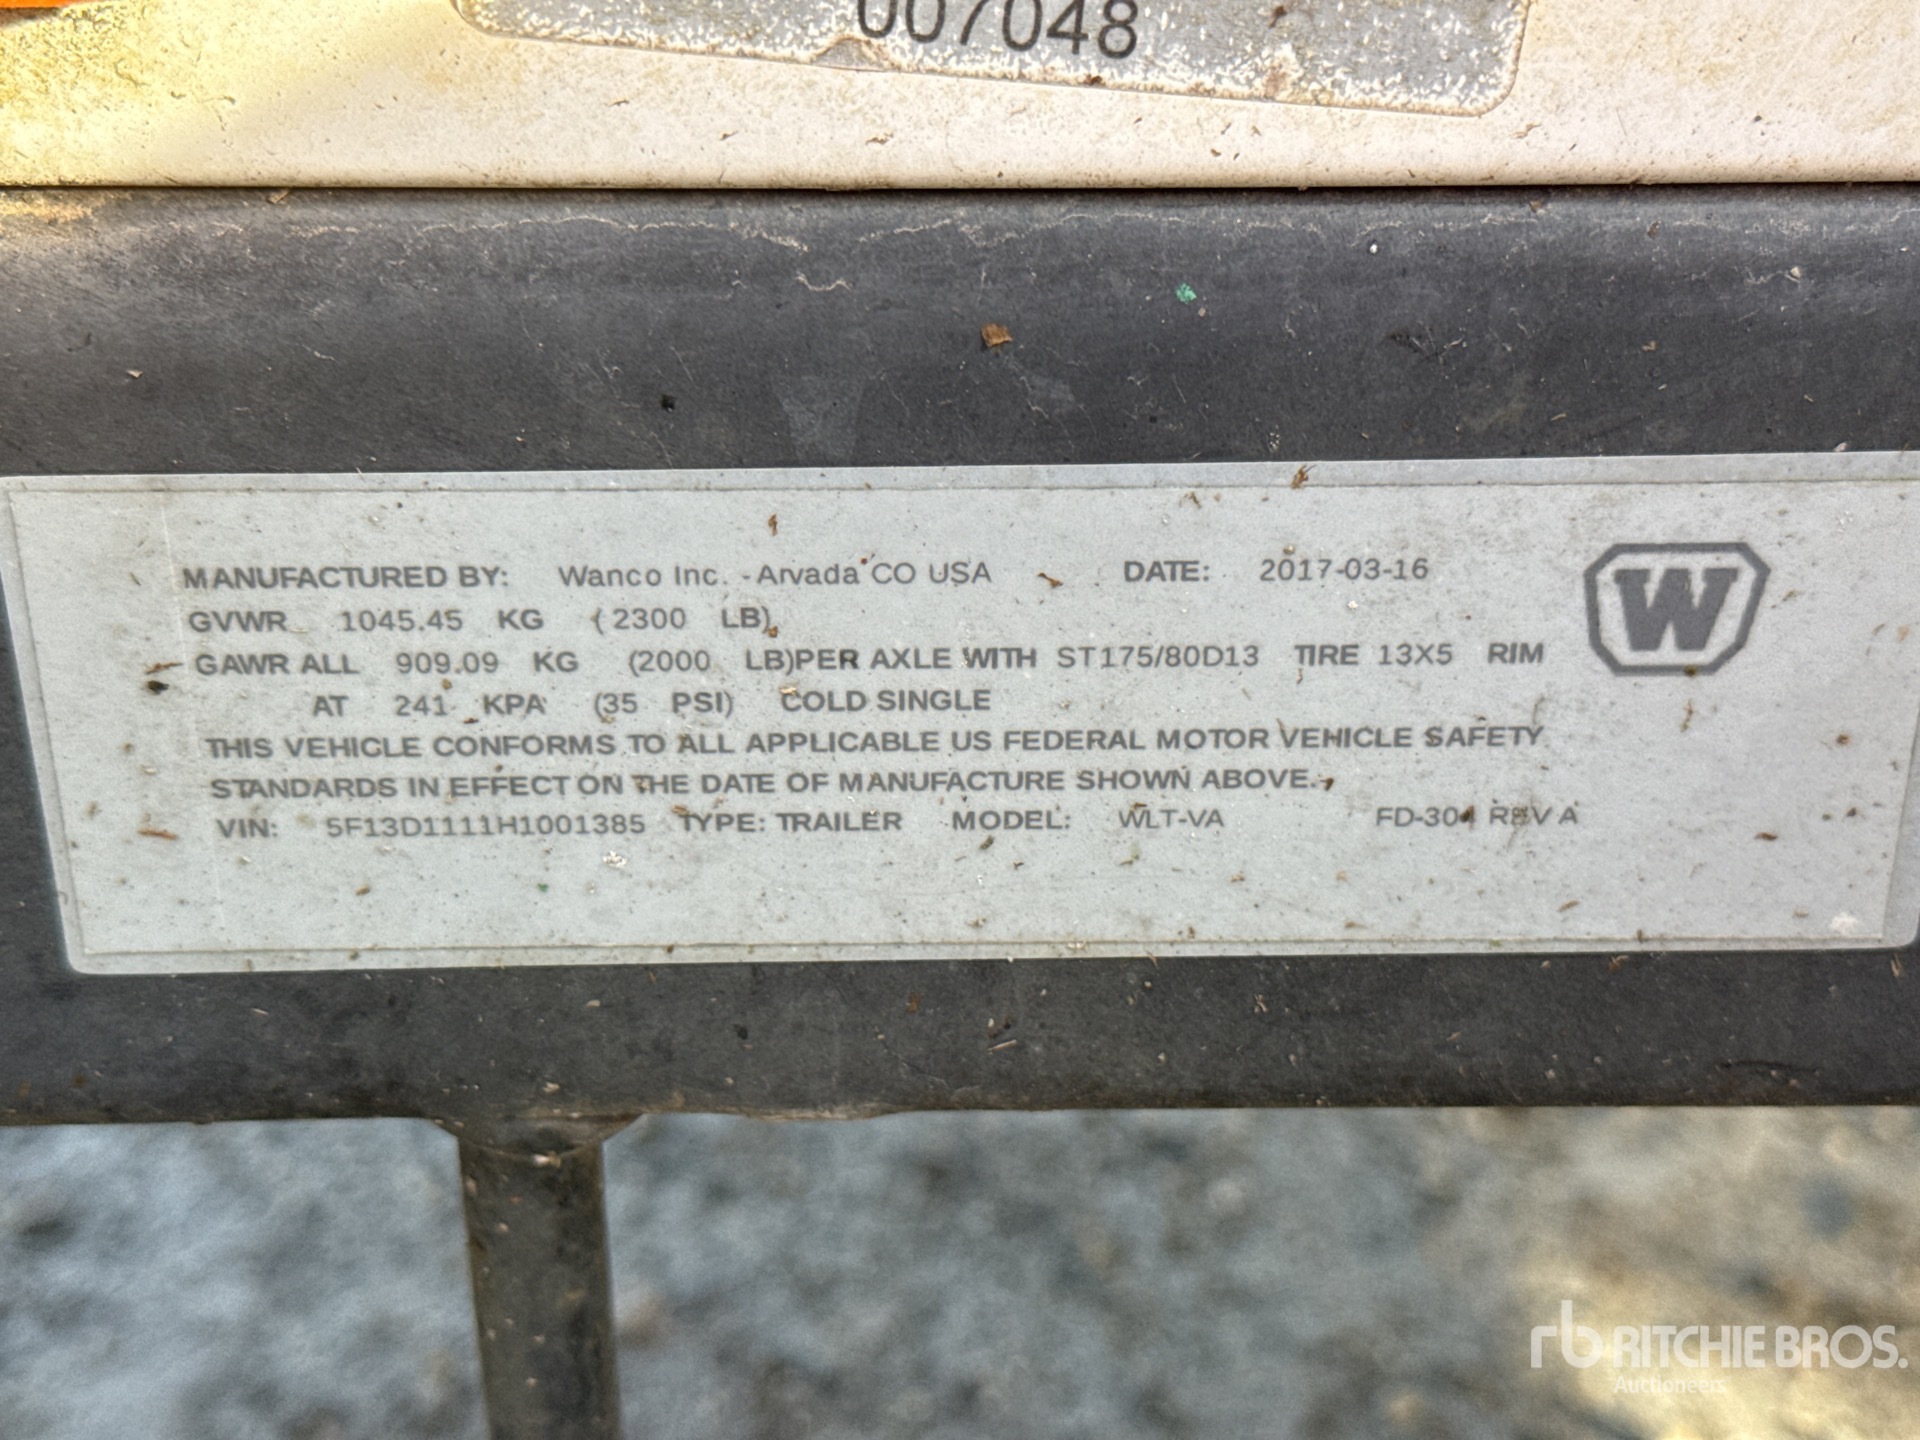 007048
MANUFACTURED BY: Wanco Inc. - Arvada CO USA DATE: 2017-03-16
GVWR 1045.45 KG (2300 LB)
GAWR ALL 909.09 KG (2000 LB)PER AXLE WITH ST175/80D13 TIRE 13X5 RIM
AT 241 KPA (35 PSI) COLD SINGLE
THIS VEHICLE CONFORMS TO ALL APPLICABLE US FEDERAL MOTOR VEHICLE SAFETY
STANDARDS IN EFFECT ON THE DATE OF MANUFACTURE SHOWN ABOVE.
VIN: 5F13D1111H1001385 TYPE: TRAILER MODEL: WLT-VA FD-304 REV A
W
rb RITCHIE BROS.
Auctioneers